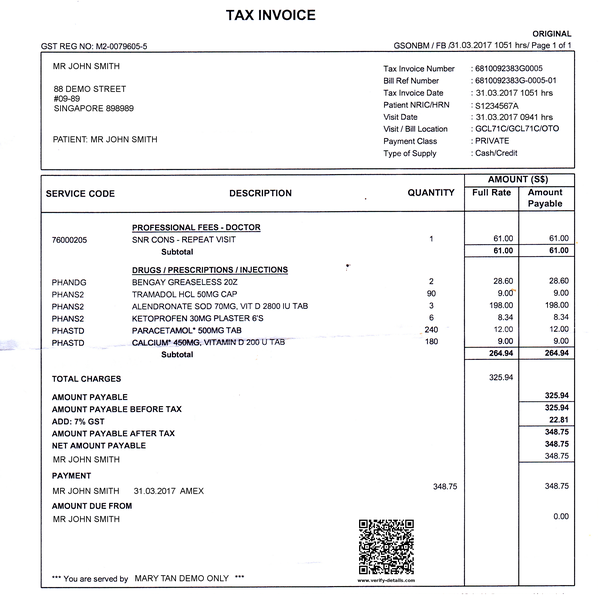 TAX INVOICE
ORIGINAL
GST REG NO: M2-0079605-5 GSONBM / FB /31.03.2017 1051 hrs/ Page 1 of 1
MR JOHN SMITH
88 DEMO STREET
#09-89
SINGAPORE 898989
PATIENT: MR JOHN SMITH
Tax Invoice Number : 6810092383G0005
Bill Ref Number : 6810092383G-0005-01
Tax Invoice Date : 31.03.2017 1051 hrs
Patient NRIC/HRN : S1234567A
Visit Date : 31.03.2017 0941 hrs
Visit / Bill Location : GCL71C/GCL71C/OTO
Payment Class : PRIVATE
Type of Supply : Cash/Credit
AMOUNT (S$)
SERVICE CODE DESCRIPTION QUANTITY Full Rate Amount
Payable
PROFESSIONAL FEES - DOCTOR
76000205 SNR CONS - REPEAT VISIT 1 61.00 61.00
Subtotal 61.00 61.00
DRUGS / PRESCRIPTIONS / INJECTIONS
PHANDG BENGAY GREASELESS 20Z 2 28.60 28.60
PHANS2 TRAMADOL HCL 50MG CAP 90 9.00 9.00
PHANS2 ALENDRONATE SOD 70MG, VIT D 2800 IU TAB 3 198.00 198.00
PHANS2 KETOPROFEN 30MG PLASTER 6'S 6 8.34 8.34
PHASTD PARACETAMOL* 500MG TAB 240 12.00 12.00
PHASTD CALCIUM* 450MG, VITAMIN D 200 U TAB 180 9.00 9.00
Subtotal 264.94 264.94
TOTAL CHARGES 325.94
AMOUNT PAYABLE 325.94
AMOUNT PAYABLE BEFORE TAX 325.94
ADD: 7% GST 22.81
AMOUNT PAYABLE AFTER TAX 348.75
NET AMOUNT PAYABLE 348.75
MR JOHN SMITH 348.75
PAYMENT
MR JOHN SMITH 31.03.2017 AMEX 348.75 348.75
AMOUNT DUE FROM
MR JOHN SMITH 0.00
*** You are served by MARY TAN DEMO ONLY ***
www.verify-details.com